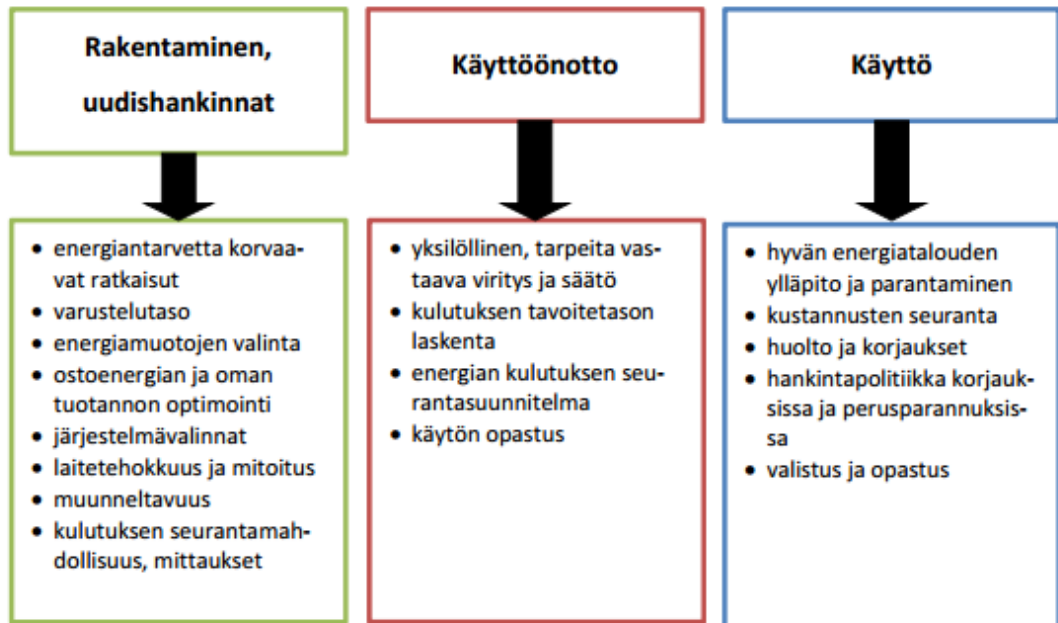 Rakentaminen,
uudishankinnat
• energiantarvetta korvaa-
vat ratkaisut
• varustelutaso
• energiamuotojen valinta
• ostoenergian ja oman
tuotannon optimointi
• järjestelmävalinnat
• laitetehokkuus ja mitoitus
• muunneltavuus
• kulutuksen seurantamah-
dollisuus, mittaukset
Käyttöönotto
• yksilöllinen, tarpeita vas-
taava viritys ja säätö
• kulutuksen tavoitetason
laskenta
• energian kulutuksen seu-
rantasuunnitelma
• käytön opastus
Käyttö
• hyvän energiatalouden
ylläpito ja parantaminen
• kustannusten seuranta
• huolto ja korjaukset
• hankintapolitiikka korjauk-
sissa ja perusparannuksis-
sa
• valistus ja opastus